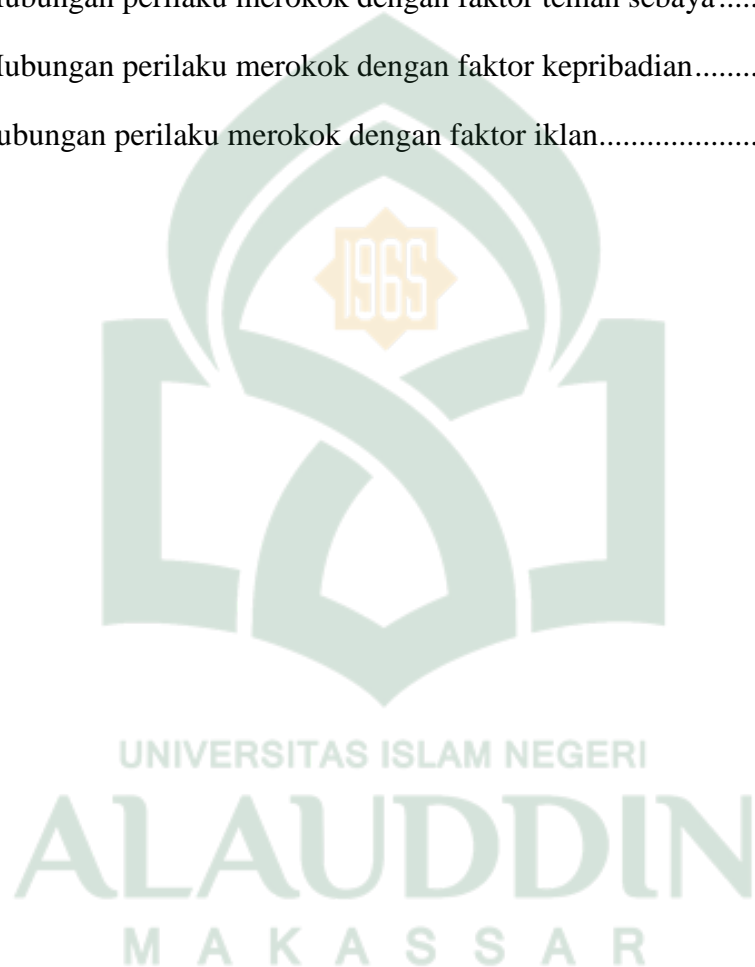 ubungan perilaku merokok dengan faktor teman sebaya.....
Hubungan perilaku merokok dengan faktor kepribadian........
ubungan perilaku merokok dengan faktor iklan...................
1965
UNIVERSITAS ISLAM NEGERI
ALAUDDIN
MAKASSAR